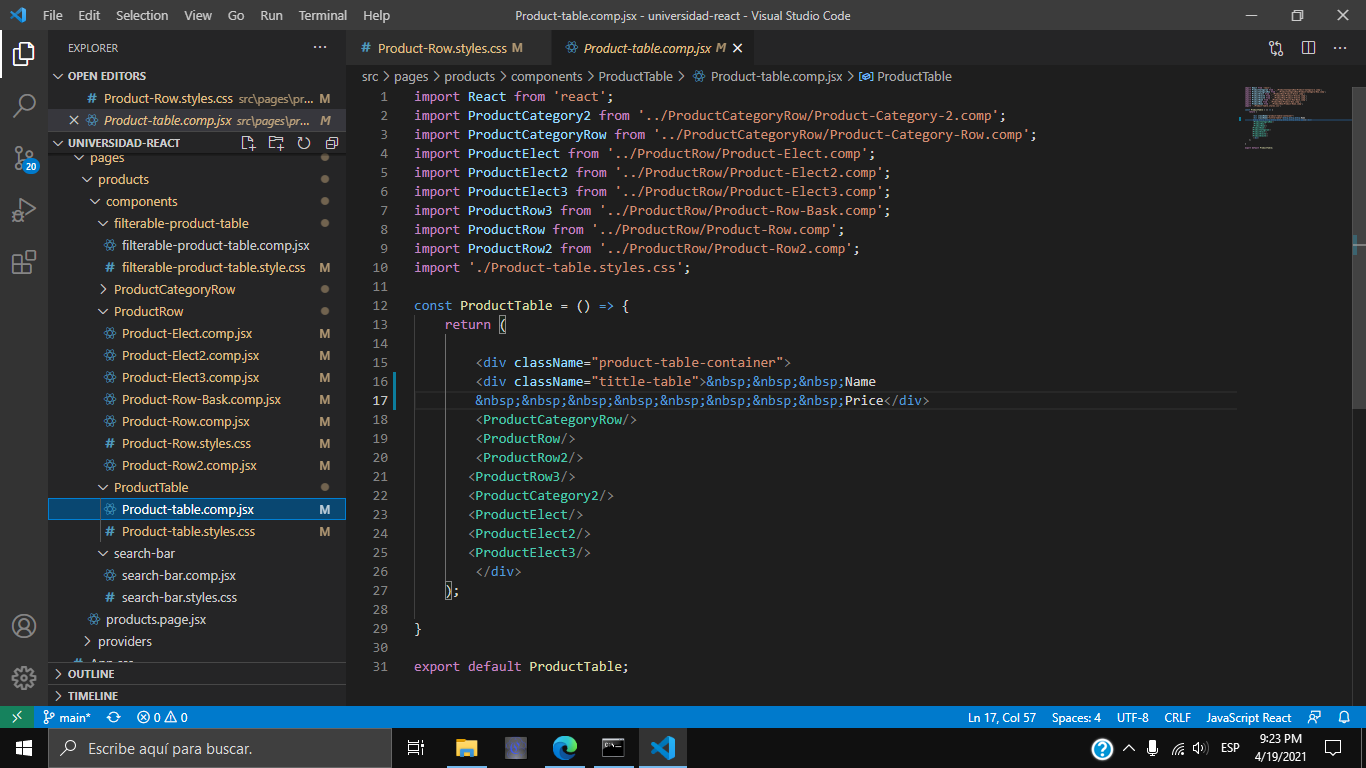 File Edit Selection View Go Run Terminal Help Product-table.comp.jsx - universidad-react - Visual Studio Code
EXPLORER
OPEN EDITORS
Product-Row.styles.css src\pages\pr... M
Product-table.comp.jsx src\pages\pr... M
UNIVERSIDAD-REACT
pages
products
components
filterable-product-table
filterable-product-table.comp.jsx
filterable-product-table.style.css M
ProductCategoryRow
ProductRow
Product-Elect.comp.jsx M
Product-Elect2.comp.jsx M
Product-Elect3.comp.jsx M
Product-Row-Bask.comp.jsx M
Product-Row.comp.jsx M
Product-Row.styles.css M
Product-Row2.comp.jsx M
ProductTable
Product-table.comp.jsx M
Product-table.styles.css M
search-bar
search-bar.comp.jsx
search-bar.styles.css
products.page.jsx
providers
OUTLINE
TIMELINE
20
Product-Row.styles.css M Product-table.comp.jsx M
src > pages > products > components > ProductTable > Product-table.comp.jsx > ProductTable
1 import React from 'react';
2 import ProductCategory2 from '../ProductCategoryRow/Product-Category-2.comp';
3 import ProductCategoryRow from '../ProductCategoryRow/Product-Category-Row.comp';
4 import ProductElect from '../ProductRow/Product-Elect.comp';
5 import ProductElect2 from '../ProductRow/Product-Elect2.comp';
6 import ProductElect3 from '../ProductRow/Product-Elect3.comp';
7 import ProductRow3 from '../ProductRow/Product-Row-Bask.comp';
8 import ProductRow from '../ProductRow/Product-Row.comp';
9 import ProductRow2 from '../ProductRow/Product-Row2.comp';
10 import './Product-table.styles.css';
11
12 const ProductTable = () => {
13 return (
14
15 <div className="product-table-container">
16 <div className="tittle-table">&nbsp;&nbsp;&nbsp;Name
17 &nbsp;&nbsp;&nbsp;&nbsp;&nbsp;&nbsp;&nbsp;&nbsp;Price</div>
18 <ProductCategoryRow/>
19 <ProductRow/>
20 <ProductRow2/>
21 <ProductRow3/>
22 <ProductCategory2/>
23 <ProductElect/>
24 <ProductElect2/>
25 <ProductElect3/>
26 </div>
27 );
28
29 }
30
31 export default ProductTable;
main* 0 0 Ln 17, Col 57 Spaces: 4 UTF-8 CRLF JavaScript React
Escribe aquí para buscar. ESP 9:23 PM
4/19/2021